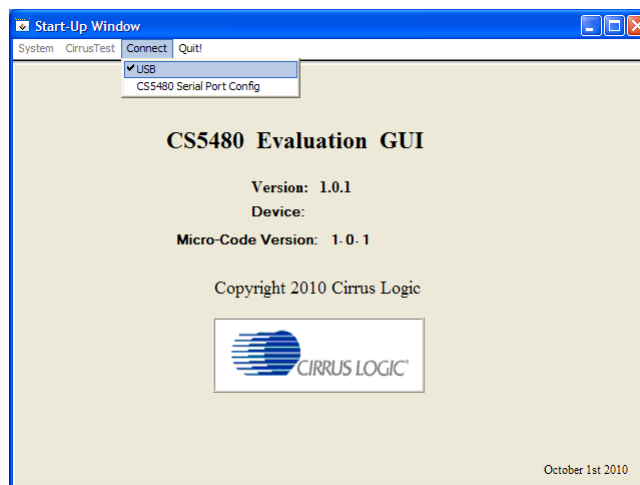 Start-Up Window
System CirrusTest Connect Quit!
USB
CS5480 Serial Port Config
CS5480 Evaluation GUI
Version: 1.0.1
Device:
Micro-Code Version: 1.0.1
Copyright 2010 Cirrus Logic
CIRRUS LOGIC®
October 1st 2010